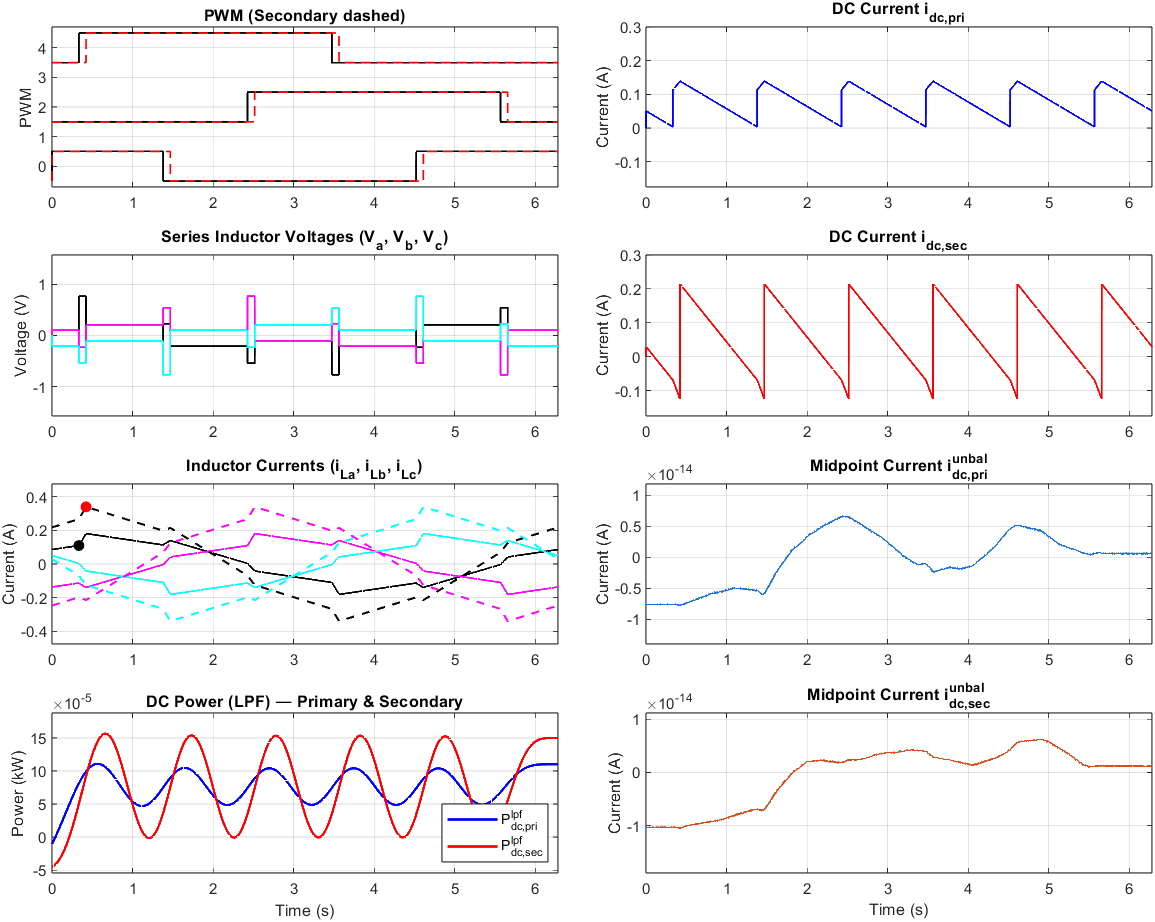 PWM (Secondary dashed)
PWM
4
3
2
1
0
0 1 2 3 4 5 6
DC Current i_dc,pri
Current (A)
0.3
0.2
0.1
0
-0.1
0 1 2 3 4 5 6
Series Inductor Voltages (V_a, V_b, V_c)
Voltage (V)
1
0
-1
0 1 2 3 4 5 6
DC Current i_dc,sec
Current (A)
0.3
0.2
0.1
0
-0.1
0 1 2 3 4 5 6
Inductor Currents (i_La, i_Lb, i_Lc)
Current (A)
0.4
0.2
0
-0.2
-0.4
0 1 2 3 4 5 6
Midpoint Current i_dc,pri^unbal
×10^-14
Current (A)
1
0.5
0
-0.5
-1
0 1 2 3 4 5 6
DC Power (LPF) — Primary & Secondary
×10^-5
Power (kW)
15
10
5
0
-5
P_dc,pri^lpf
P_dc,sec^lpf
0 1 2 3 4 5 6
Time (s)
Midpoint Current i_dc,sec^unbal
×10^-14
Current (A)
1
0
-1
0 1 2 3 4 5 6
Time (s)